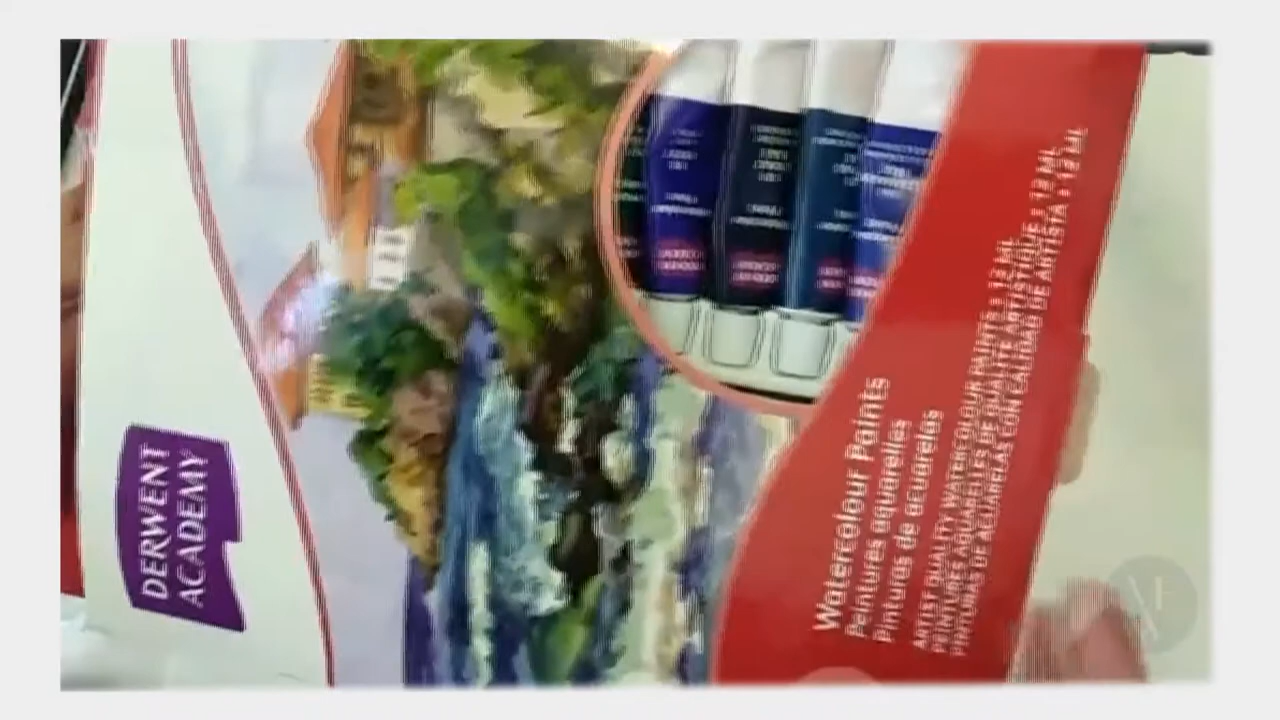 DERWENT
ACADEMY
Watercolour Paints
Peintures aquarelles
Pinturas de acuarelas
ARTIST QUALITY WATERCOLOUR PAINTS 12 ML
PEINTURES AQUARELLES DE QUALITÉ ARTISTIQUE 12 ML
PINTURAS DE ACUARELAS CON CALIDAD DE ARTISTA 12 ML